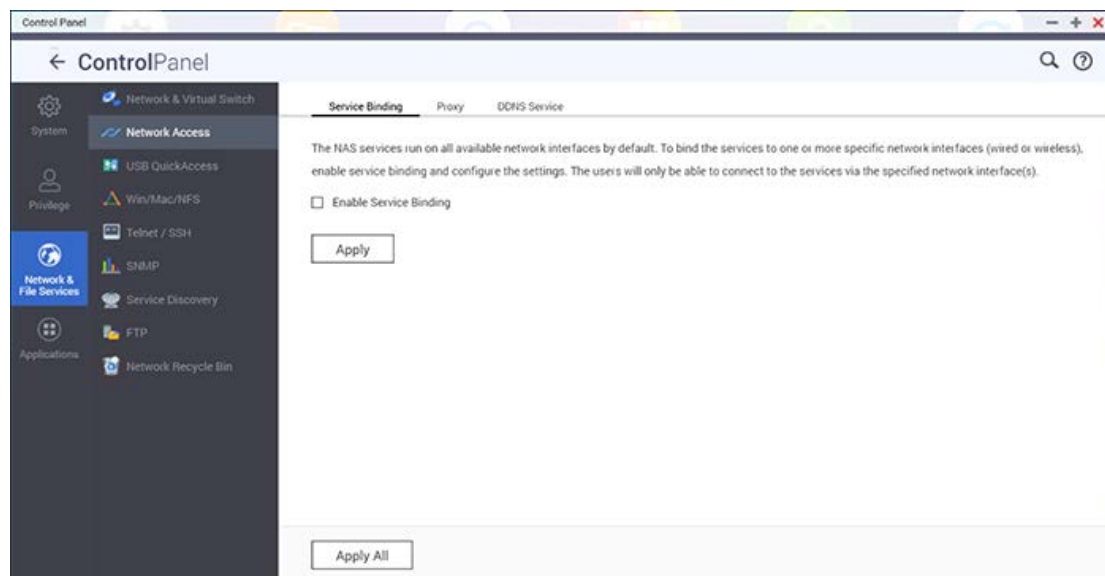 Control Panel
ControlPanel
System
Privilege
Network &
File Services
Applications
Network & Virtual Switch
Network Access
USB QuickAccess
Win/Mac/NFS
Telnet / SSH
SNMP
Service Discovery
FTP
Network Recycle Bin
Service Binding Proxy DDNS Service
The NAS services run on all available network interfaces by default. To bind the services to one or more specific network interfaces (wired or wireless),
enable service binding and configure the settings. The users will only be able to connect to the services via the specified network interface(s).
Enable Service Binding
Apply
Apply All